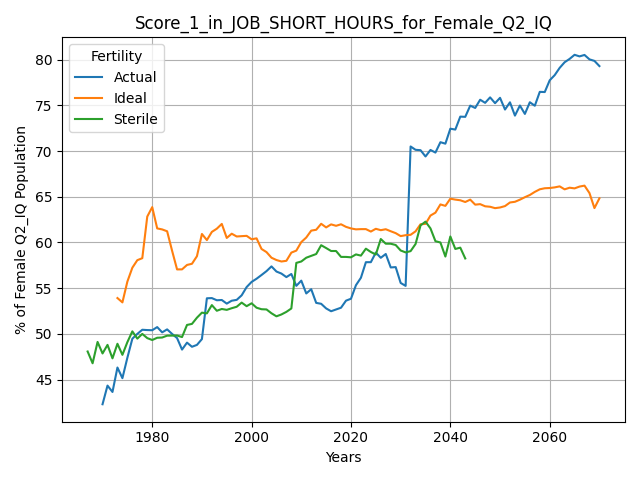 Score_1_in_JOB_SHORT_HOURS_for_Female_Q2_IQ
Fertility
Actual
Ideal
Sterile
% of Female Q2_IQ Population
80
75
70
65
60
55
50
45
1980
2000
2020
2040
2060
Years